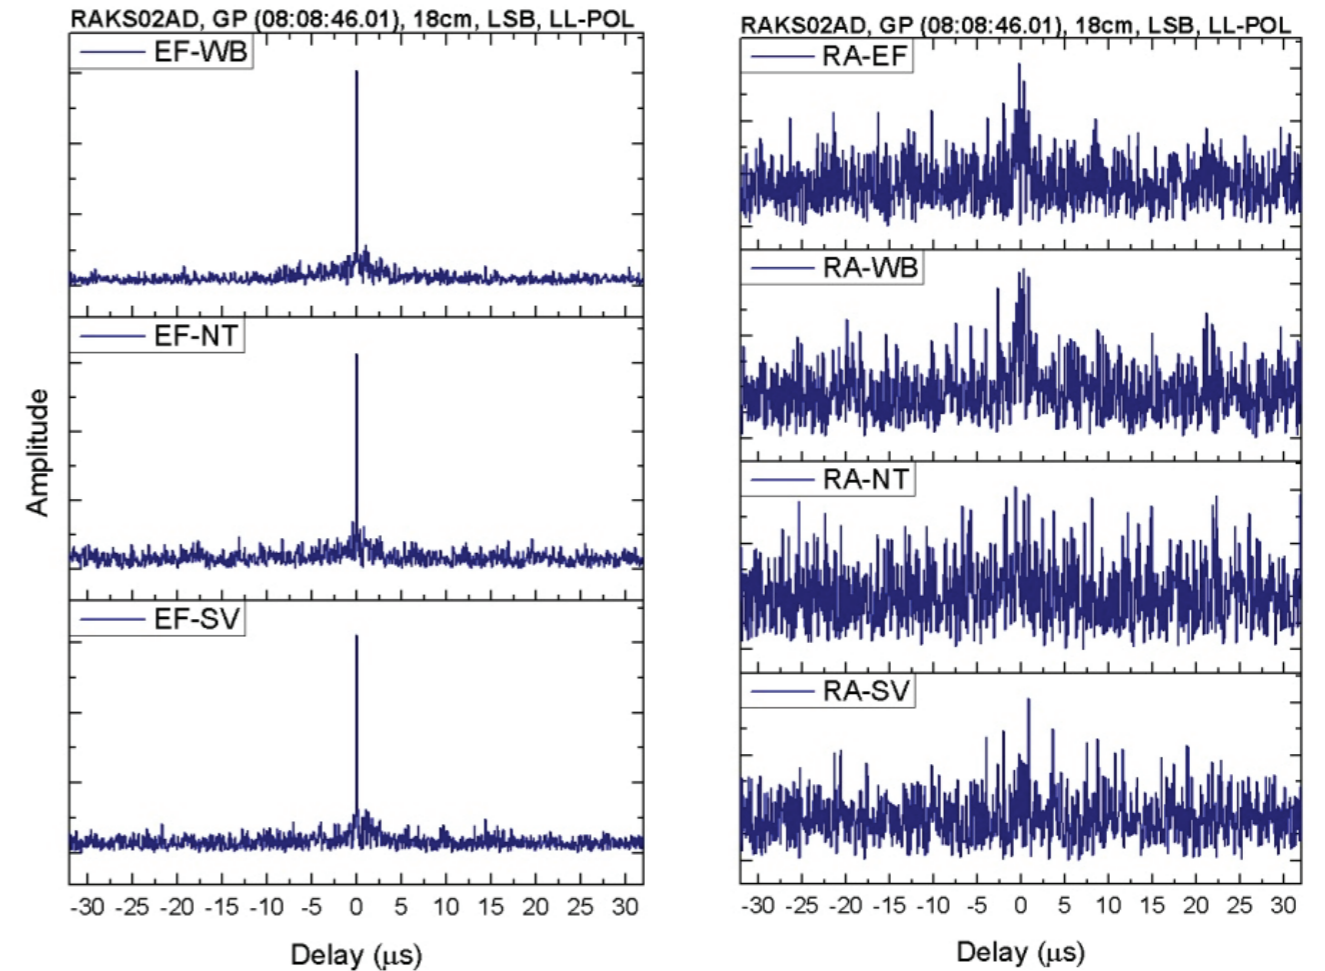 RAKS02AD, GP (08:08:46.01), 18cm, LSB, LL-POL
EF-WB
EF-NT
EF-SV
Amplitude
-30 -25 -20 -15 -10 -5 0 5 10 15 20 25 30
Delay (μs)
RAKS02AD, GP (08:08:46.01), 18cm, LSB, LL-POL
RA-EF
RA-WB
RA-NT
RA-SV
-30 -25 -20 -15 -10 -5 0 5 10 15 20 25 30
Delay (μs)